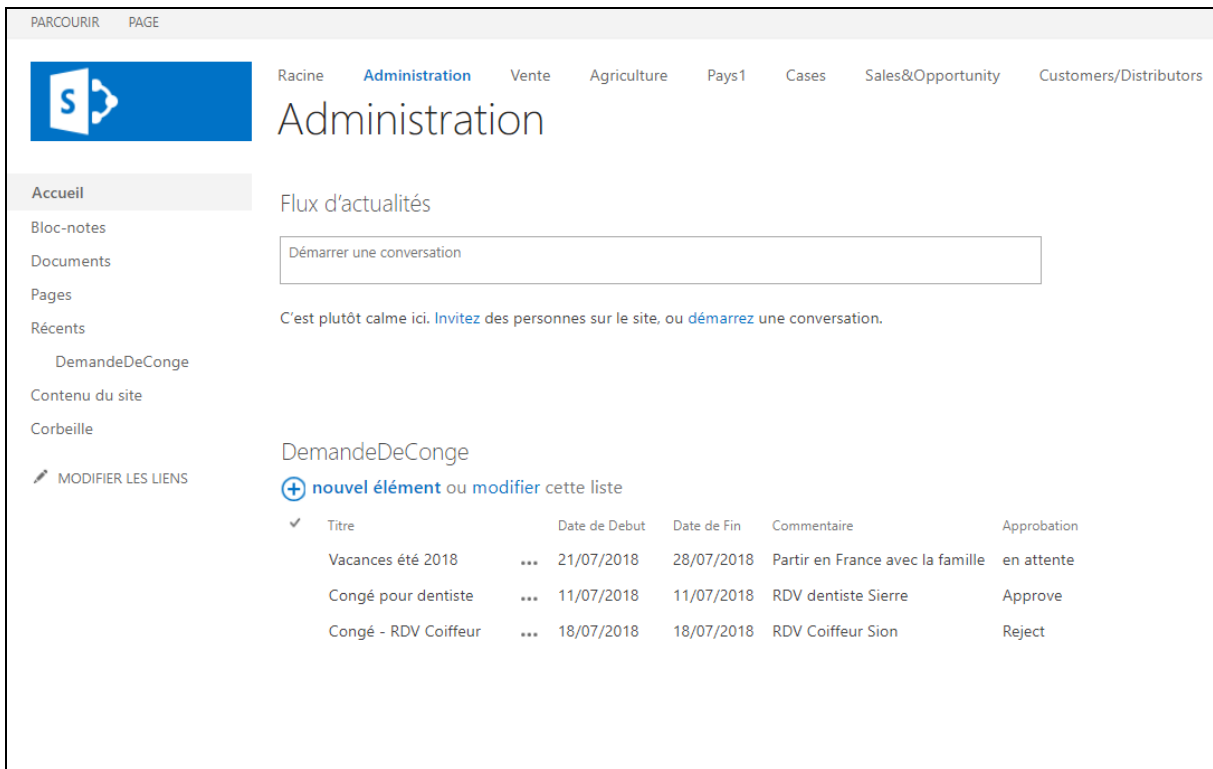 PARCOURIR PAGE
S
Racine Administration Vente Agriculture Pays1 Cases Sales&Opportunity Customers/Distributors
Administration
Accueil
Bloc-notes
Documents
Pages
Récents
DemandeDeConge
Contenu du site
Corbeille
MODIFIER LES LIENS
Flux d'actualités
Démarrer une conversation
C'est plutôt calme ici. Invitez des personnes sur le site, ou démarrez une conversation.
DemandeDeConge
nouvel élément ou modifier cette liste
Titre Date de Debut Date de Fin Commentaire Approbation
Vacances été 2018 ... 21/07/2018 28/07/2018 Partir en France avec la famille en attente
Congé pour dentiste ... 11/07/2018 11/07/2018 RDV dentiste Sierre Approve
Congé - RDV Coiffeur ... 18/07/2018 18/07/2018 RDV Coiffeur Sion Reject